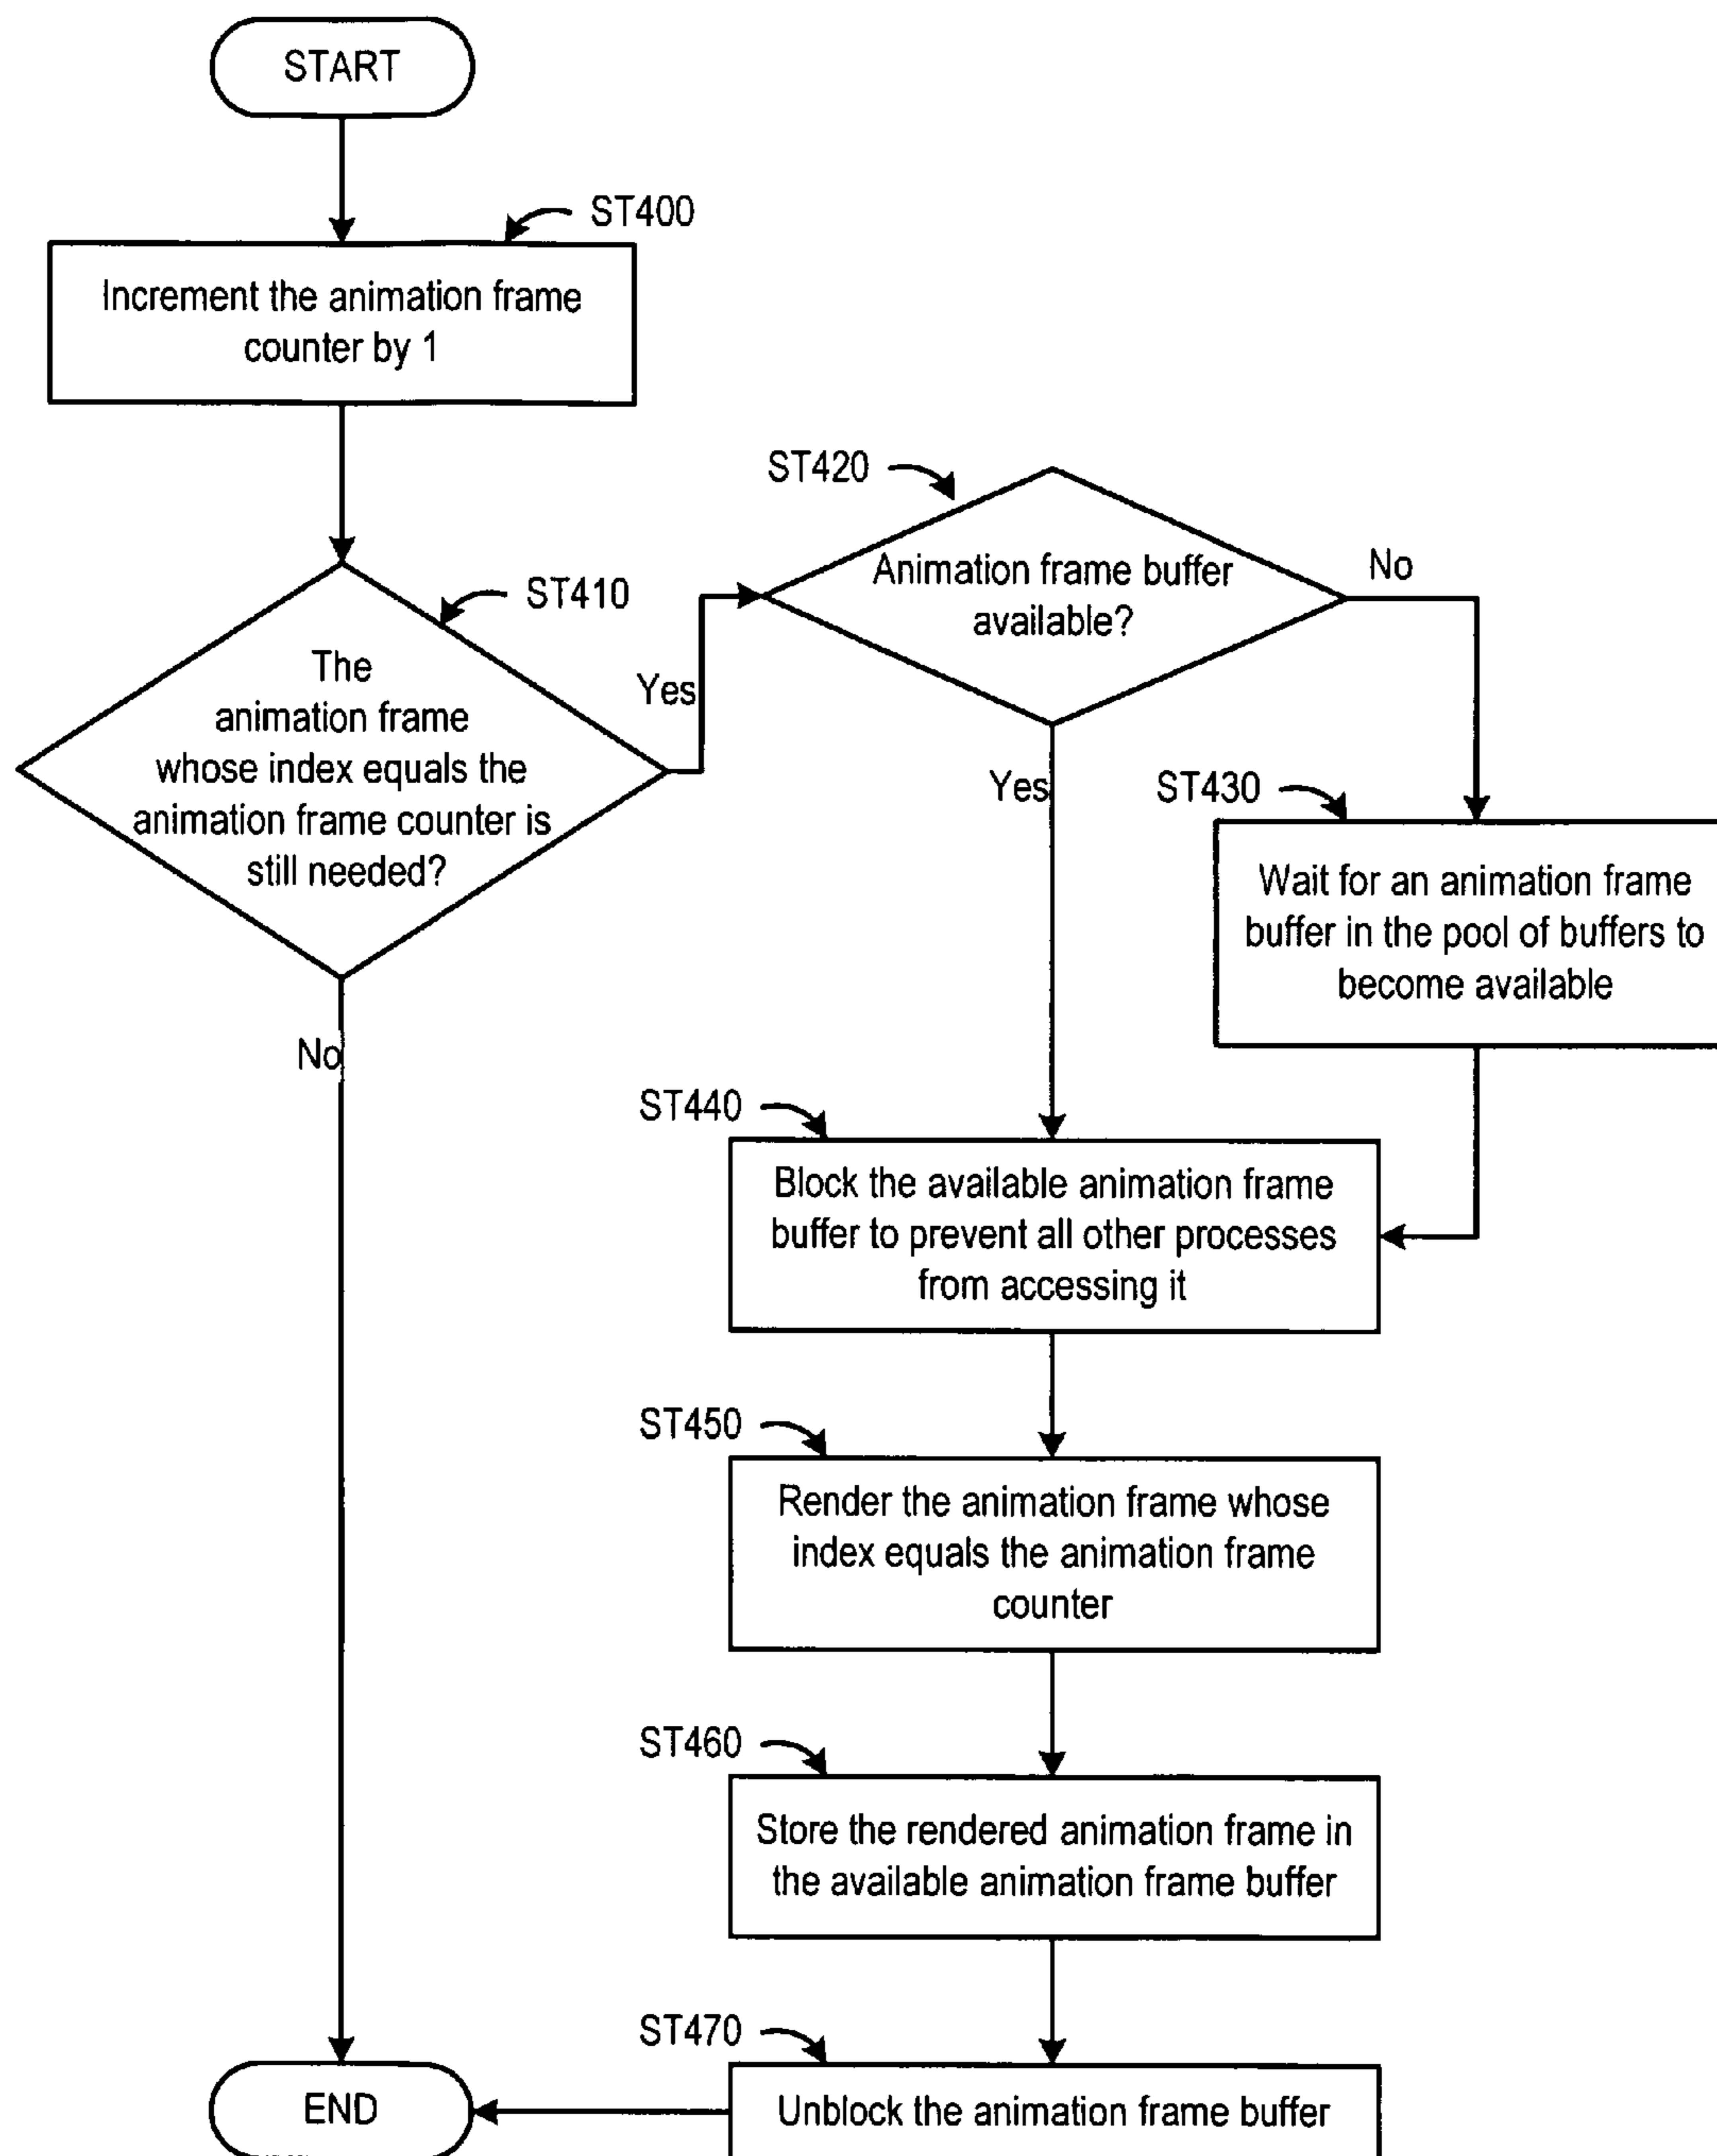 START
ST400
Increment the animation frame
counter by 1
ST410
The
animation frame
whose index equals the
animation frame counter is
still needed?
Yes
No
ST420
Animation frame buffer
available?
No
Yes
ST430
Wait for an animation frame
buffer in the pool of buffers to
become available
ST440
Block the available animation frame
buffer to prevent all other processes
from accessing it
ST450
Render the animation frame whose
index equals the animation frame
counter
ST460
Store the rendered animation frame in
the available animation frame buffer
ST470
Unblock the animation frame buffer
END